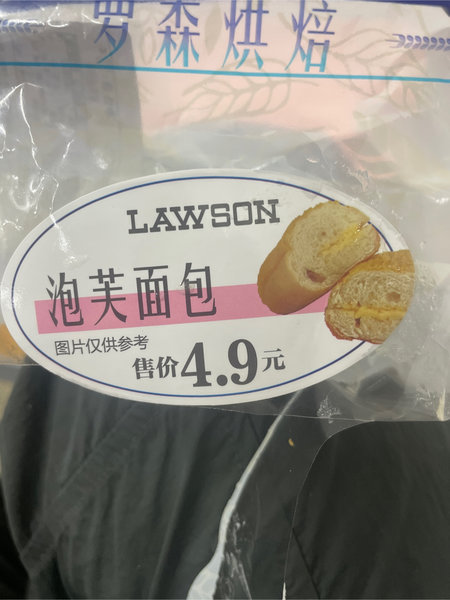 罗森烘焙
LAWSON
泡芙面包
图片仅供参考
售价4.9元